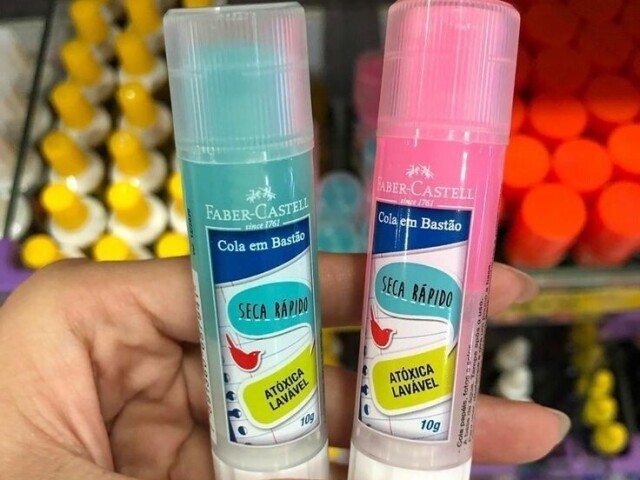 FABER-CASTELL
since 1761
Cola em Bastão
SECA RÁPIDO
ATÓXICA
LAVÁVEL
10g
FABER-CASTELL
since 1761
Cola em Bastão
SECA RÁPIDO
ATÓXICA
LAVÁVEL
10g